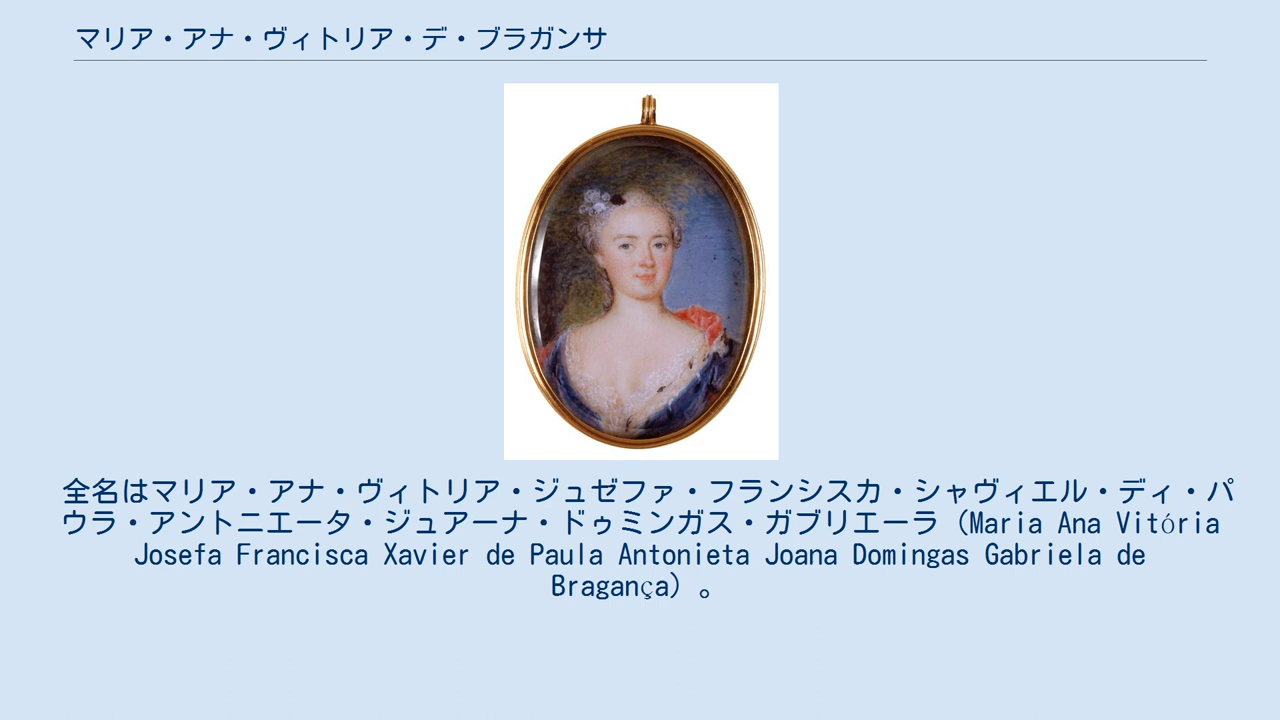 マリア・アナ・ヴィトリア・デ・ブラガンサ
全名はマリア・アナ・ヴィトリア・ジュゼファ・フランシスカ・シャヴィエル・ディ・パ
ウラ・アントニエータ・ジュアーナ・ドゥミンガス・ガブリエーラ（Maria Ana Vitória
Josefa Francisca Xavier de Paula Antonieta Joana Domingas Gabriela de
Bragança）。